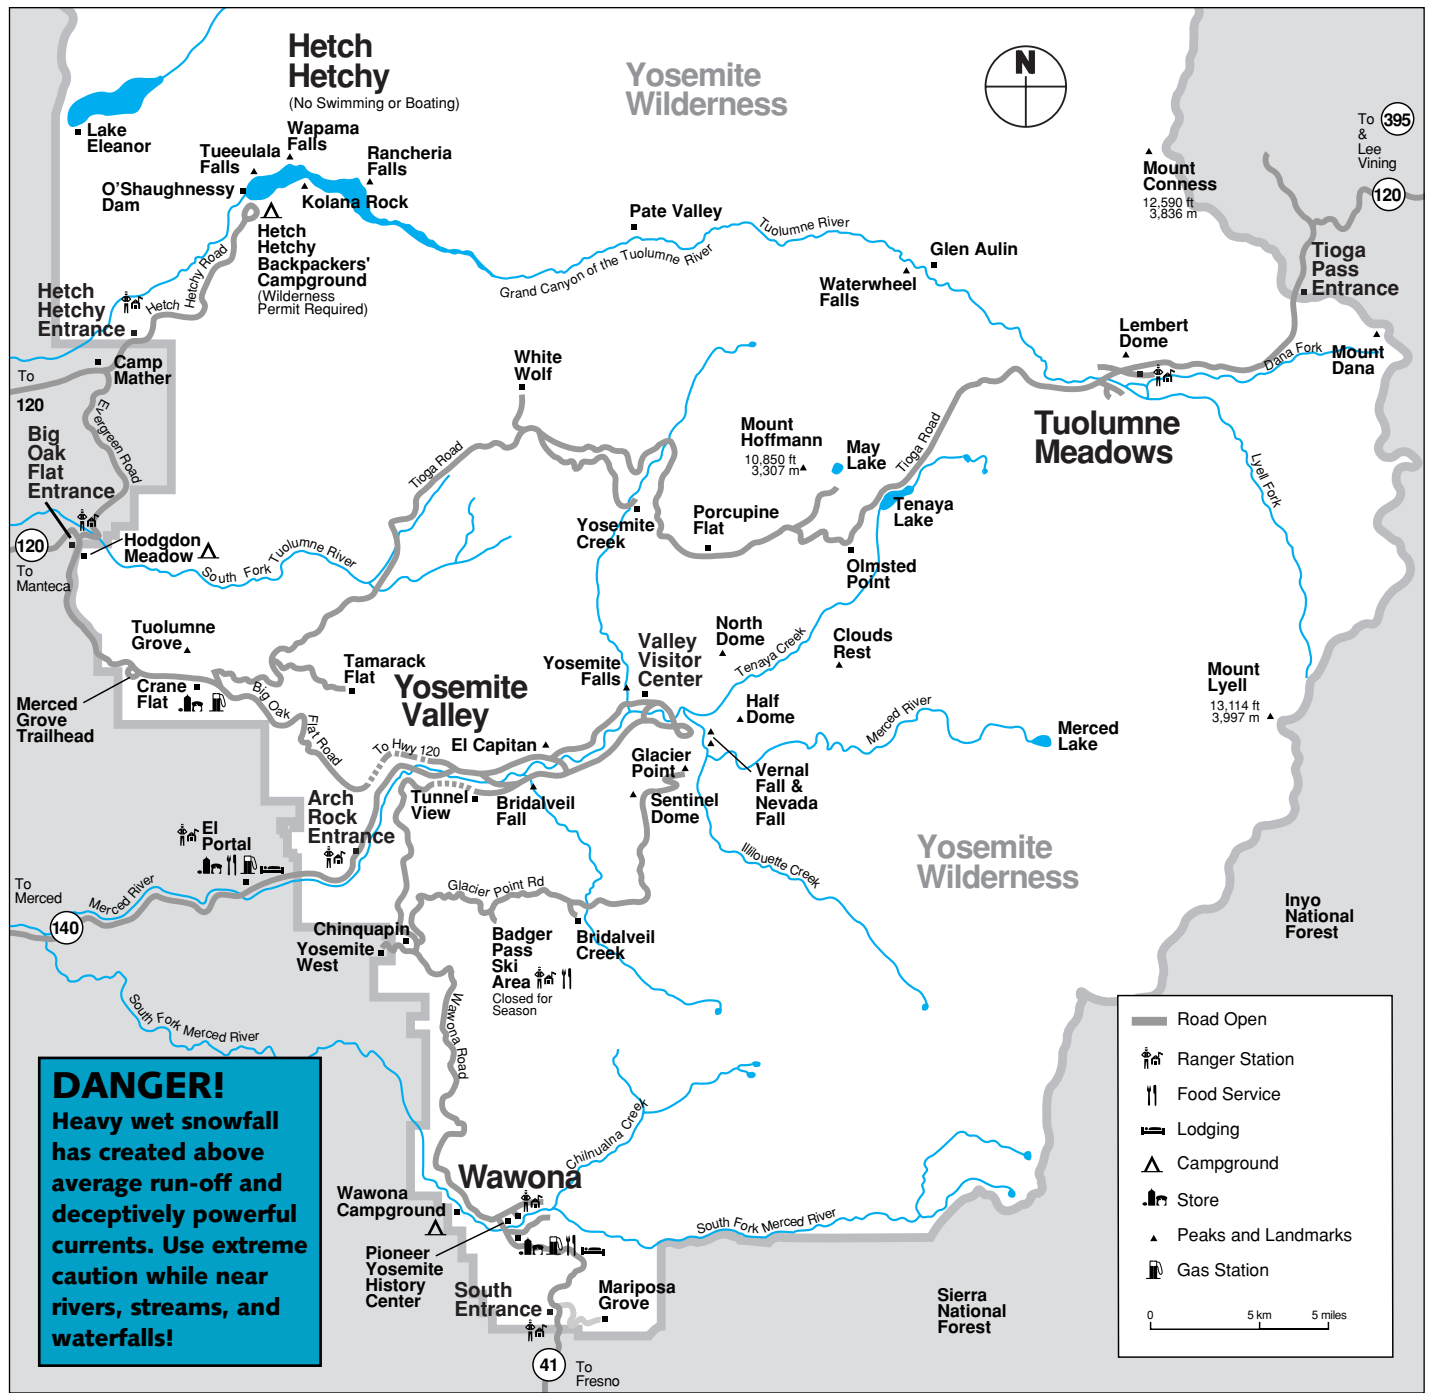 Hetch
Hetchy
(No Swimming or Boating)
Yosemite
Wilderness
N
To 395
&
Lee
Vining
120
Lake
Eleanor
Wapama
Falls
Tueeulala
Falls
Rancheria
Falls
O'Shaughnessy
Dam
Kolana Rock
Mount
Conness
12,590 ft
3,836 m
Hetch
Hetchy
Backpackers'
Campground
(Wilderness
Permit Required)
Pate Valley
Tuolumne River
Grand Canyon of the Tuolumne River
Glen Aulin
Waterwheel
Falls
Tioga
Pass
Entrance
Hetch
Hetchy
Entrance
Hetch Hetchy Road
Camp
Mather
To
120
Evergreen Road
White
Wolf
Lembert
Dome
Dana Fork
Mount
Dana
Tuolumne
Meadows
Big
Oak
Flat
Entrance
Tioga Road
Mount
Hoffmann
10,850 ft
3,307 m
May
Lake
Tioga Road
Lyell Fork
Tenaya
Lake
Yosemite
Creek
Porcupine
Flat
Olmsted
Point
120
To
Manteca
Hodgdon
Meadow
South Fork Tuolumne River
Tuolumne
Grove
Merced
Grove
Trailhead
Crane
Flat
Tamarack
Flat
Big Oak Flat Road
Yosemite
Valley
Yosemite
Falls
Valley
Visitor
Center
North
Dome
Tenaya Creek
Clouds
Rest
Half
Dome
Merced River
Merced
Lake
Mount
Lyell
13,114 ft
3,997 m
To Hwy 120
El Capitan
Glacier
Point
Vernal
Fall &
Nevada
Fall
Sentinel
Dome
Tunnel
View
Bridalveil
Fall
Arch
Rock
Entrance
El
Portal
To
Merced
140
Merced River
Illilouette Creek
Yosemite
Wilderness
Inyo
National
Forest
Glacier Point Rd
Chinquapin
Yosemite
West
Badger
Pass
Ski
Area
Closed for
Season
Bridalveil
Creek
South Fork Merced River
Wawona Road
DANGER!
Heavy wet snowfall
has created above
average run-off and
deceptively powerful
currents. Use extreme
caution while near
rivers, streams, and
waterfalls!
Chilnualna Creek
Wawona
Wawona
Campground
Pioneer
Yosemite
History
Center
South Fork Merced River
South
Entrance
Mariposa
Grove
41
To
Fresno
Sierra
National
Forest
Road Open
Ranger Station
Food Service
Lodging
Campground
Store
Peaks and Landmarks
Gas Station
0 5 km 5 miles